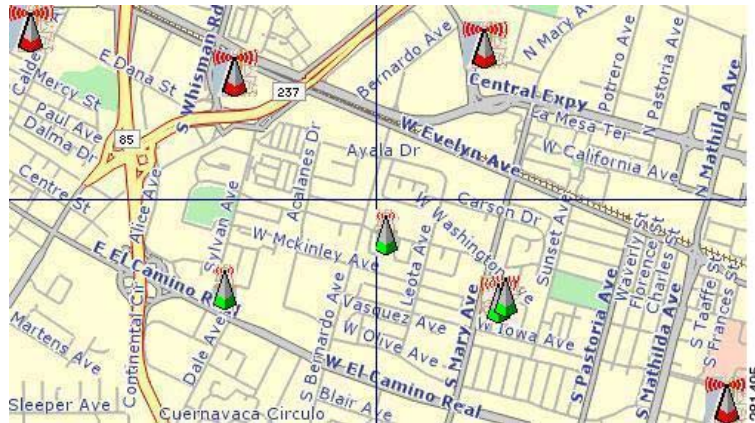 S Whisman Rd
Bernardo Ave
N Mary Ave
Potrero Ave
N Pastoria Ave
N Mathilda Ave
E Dana St
Mercy St
237
Central Expy
La Mesa Ter
Paul Ave
Dalma Dr
85
W Evelyn Ave
W California Ave
Ayala Dr
Acalanes Dr
Centre St
Alice Ave
Sylvan Ave
W McKinley Ave
Carson Dr
W Washington Ave
Leota Ave
Sunset Ave
Waverly St
Florence St
Charles St
E El Camino Real
Vasquez Ave
W Olive Ave
W Iowa Ave
S Taaffe St
S Frances St
Martens Ave
Continental Cir
Dale Ave
S Bernardo Ave
S Mary Ave
S Pastoria Ave
S Mathilda Ave
W El Camino Real
Blair Ave
Sleeper Ave
Cuernavaca Circulo